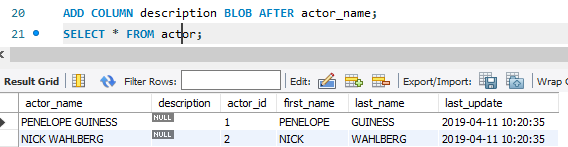 20 ADD COLUMN description BLOB AFTER actor_name;
21 SELECT * FROM actor;
Result Grid Filter Rows: Edit: Export/Import: Wrap C
actor_name description actor_id first_name last_name last_update
PENELOPE GUINESS NULL 1 PENELOPE GUINESS 2019-04-11 10:20:35
NICK WAHLBERG NULL 2 NICK WAHLBERG 2019-04-11 10:20:35